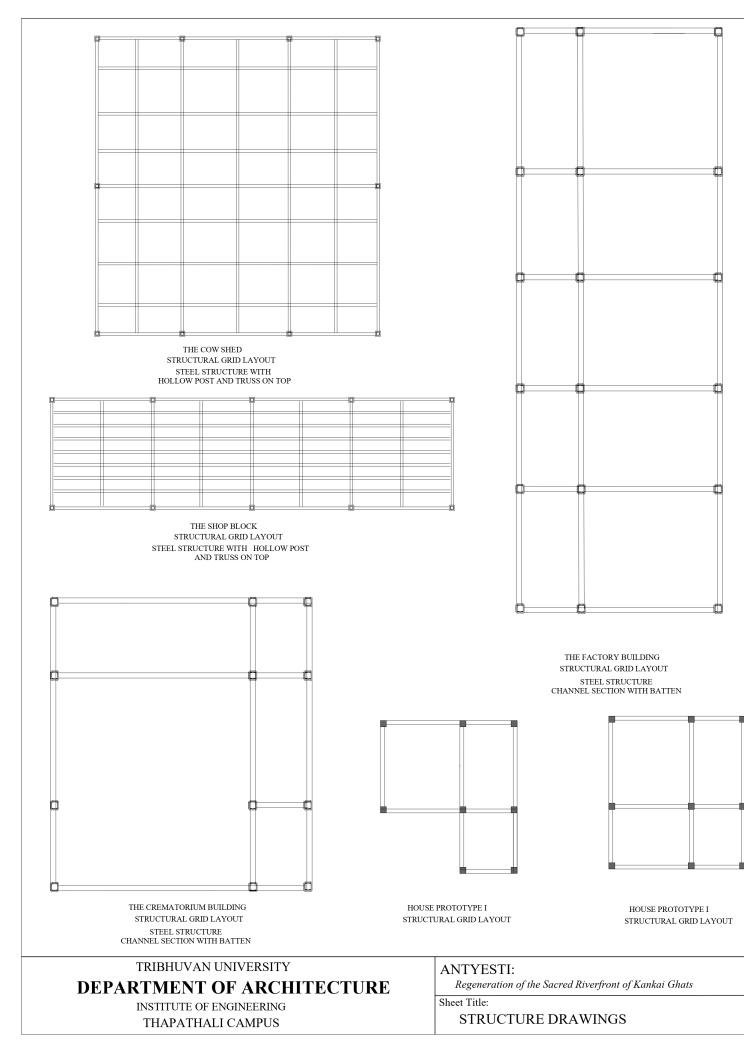 THE COW SHED
STRUCTURAL GRID LAYOUT
STEEL STRUCTURE WITH
HOLLOW POST AND TRUSS ON TOP
THE SHOP BLOCK
STRUCTURAL GRID LAYOUT
STEEL STRUCTURE WITH HOLLOW POST
AND TRUSS ON TOP
THE FACTORY BUILDING
STRUCTURAL GRID LAYOUT
STEEL STRUCTURE
CHANNEL SECTION WITH BATTEN
THE CREMATORIUM BUILDING
STRUCTURAL GRID LAYOUT
STEEL STRUCTURE
CHANNEL SECTION WITH BATTEN
HOUSE PROTOTYPE I
STRUCTURAL GRID LAYOUT
HOUSE PROTOTYPE I
STRUCTURAL GRID LAYOUT
TRIBHUVAN UNIVERSITY
DEPARTMENT OF ARCHITECTURE
INSTITUTE OF ENGINEERING
THAPATHALI CAMPUS
ANTYESTI:
Regeneration of the Sacred Riverfront of Kankai Ghats
Sheet Title:
STRUCTURE DRAWINGS